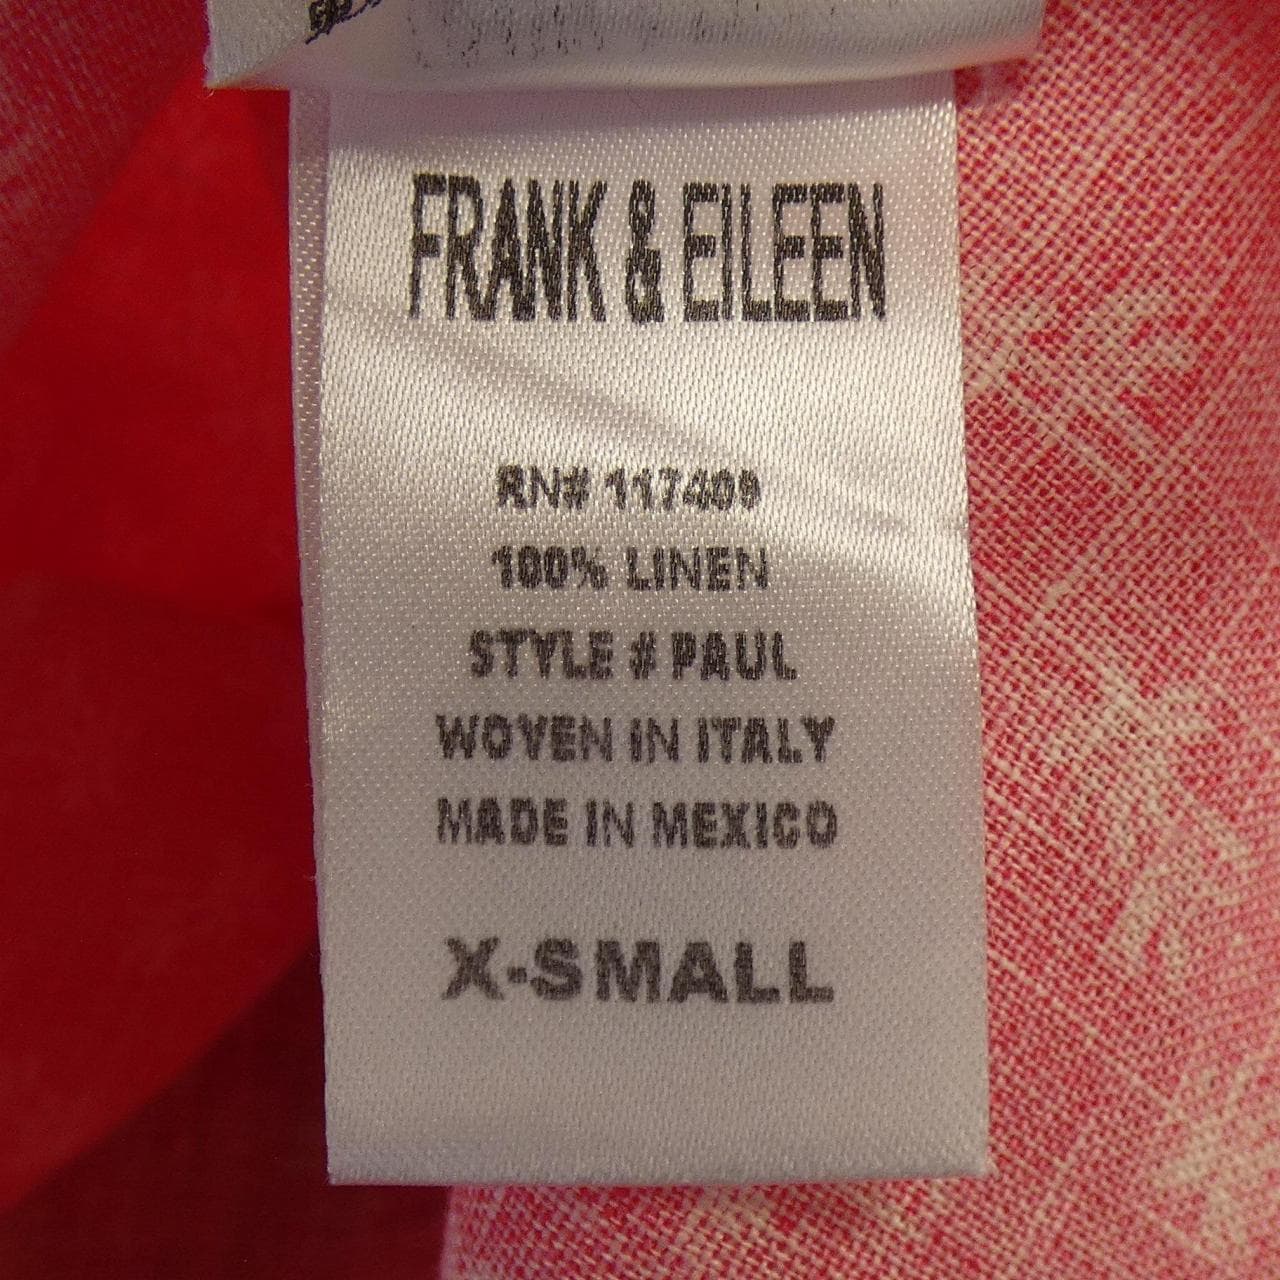 FRANK & EILEEN
RN# 117409
100% LINEN
STYLE # PAUL
WOVEN IN ITALY
MADE IN MEXICO
X-SMALL